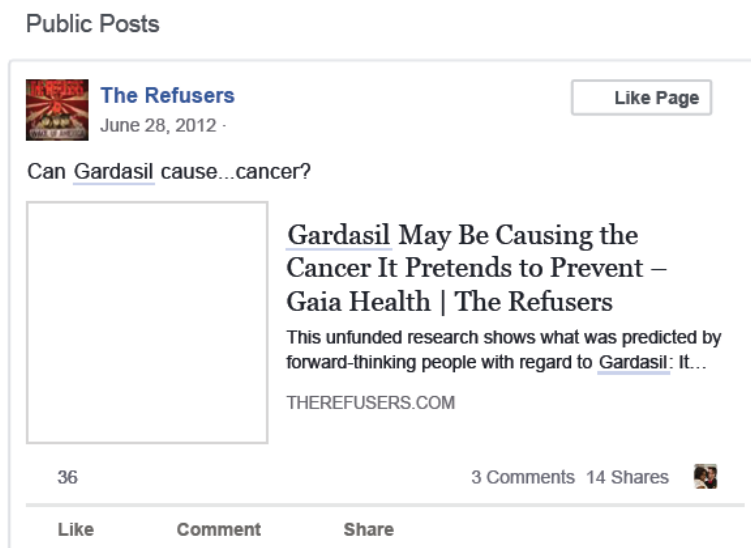 Public Posts
The Refusers
Like Page
June 28, 2012 ·
Can Gardasil cause...cancer?
Gardasil May Be Causing the
Cancer It Pretends to Prevent –
Gaia Health | The Refusers
This unfunded research shows what was predicted by
forward-thinking people with regard to Gardasil: It...
THEREFUSERS.COM
36
3 Comments 14 Shares
Like Comment Share